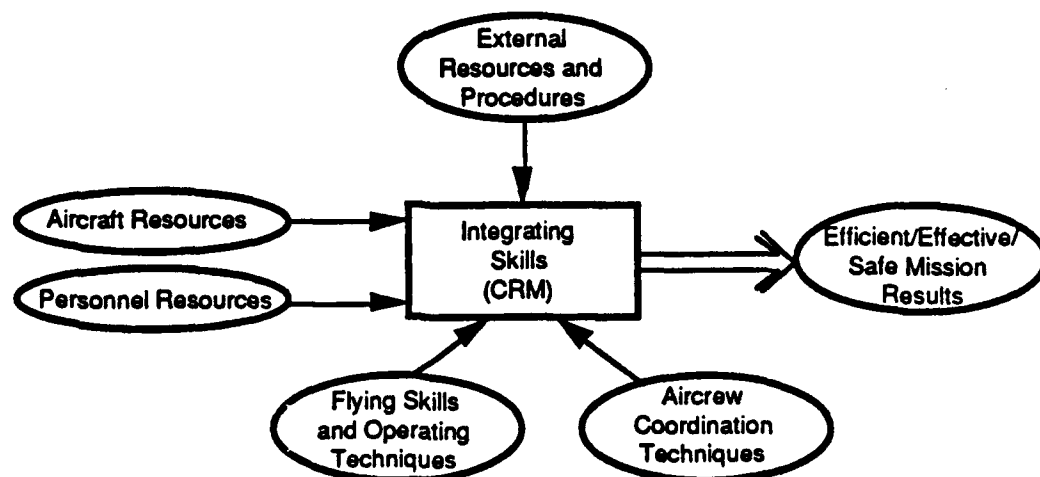 External
Resources and
Procedures
Aircraft Resources
Integrating
Skills
(CRM)
Efficient/Effective/
Safe Mission
Results
Personnel Resources
Flying Skills
and Operating
Techniques
Aircrew
Coordination
Techniques